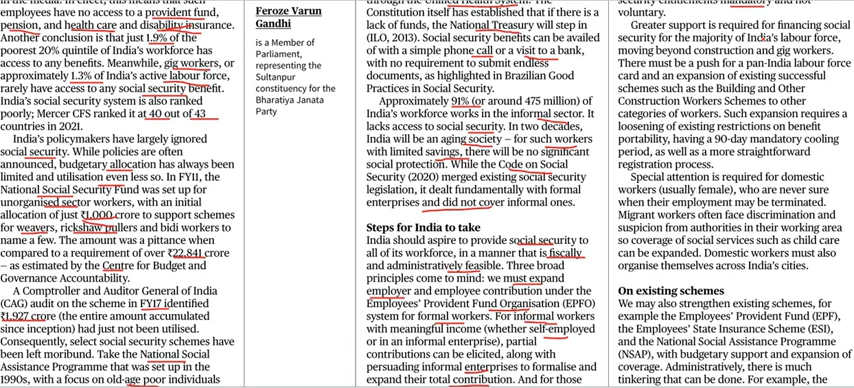 employees have no access to a provident fund,
pension, and health care and disability insurance.
Another conclusion is that just 1.9% of the
poorest 20% quintile of India's workforce has
access to any benefits. Meanwhile, gig workers, or
approximately 1.3% of India's active labour force,
rarely have access to any social security benefit.
India's social security system is also ranked
poorly; Mercer CFS ranked it at 40 out of 43
countries in 2021.
India's policymakers have largely ignored
social security. While policies are often
announced, budgetary allocation has always been
limited and utilisation even less so. In FY11, the
National Social Security Fund was set up for
unorganised sector workers, with an initial
allocation of just ₹1,000 crore to support schemes
for weavers, rickshaw pullers and bidi workers to
name a few. The amount was a pittance when
compared to a requirement of over ₹22,841 crore
– as estimated by the Centre for Budget and
Governance Accountability.
A Comptroller and Auditor General of India
(CAG) audit on the scheme in FY17 identified
₹1,927 crore (the entire amount accumulated
since inception) had just not been utilised.
Consequently, select social security schemes have
been left moribund. Take the National Social
Assistance Programme that was set up in the
1990s, with a focus on old-age poor individuals
Feroze Varun
Gandhi
is a Member of
Parliament,
representing the
Sultanpur
constituency for the
Bharatiya Janata
Party
through the United Health System. The
Constitution itself has established that if there is a
lack of funds, the National Treasury will step in
(ILO, 2013). Social security benefits can be availed
of with a simple phone call or a visit to a bank,
with no requirement to submit endless
documents, as highlighted in Brazilian Good
Practices in Social Security.
Approximately 91% (or around 475 million) of
India's workforce works in the informal sector. It
lacks access to social security. In two decades,
India will be an aging society – for such workers
with limited savings, there will be no significant
social protection. While the Code on Social
Security (2020) merged existing social security
legislation, it dealt fundamentally with formal
enterprises and did not cover informal ones.
Steps for India to take
India should aspire to provide social security to
all of its workforce, in a manner that is fiscally
and administratively feasible. Three broad
principles come to mind: we must expand
employer and employee contribution under the
Employees' Provident Fund Organisation (EPFO)
system for formal workers. For informal workers
with meaningful income (whether self-employed
or in an informal enterprise), partial
contributions can be elicited, along with
persuading informal enterprises to formalise and
expand their total contribution. And for those
security entitlements mandatory and not
voluntary.
Greater support is required for financing social
security for the majority of India's labour force,
moving beyond construction and gig workers.
There must be a push for a pan-India labour force
card and an expansion of existing successful
schemes such as the Building and Other
Construction Workers Schemes to other
categories of workers. Such expansion requires a
loosening of existing restrictions on benefit
portability, having a 90-day mandatory cooling
period, as well as a more straightforward
registration process.
Special attention is required for domestic
workers (usually female), who are never sure
when their employment may be terminated.
Migrant workers often face discrimination and
suspicion from authorities in their working area
so coverage of social services such as child care
can be expanded. Domestic workers must also
organise themselves across India's cities.
On existing schemes
We may also strengthen existing schemes, for
example the Employees' Provident Fund (EPF),
the Employees' State Insurance Scheme (ESI),
and the National Social Assistance Programme
(NSAP), with budgetary support and expansion of
coverage. Administratively, there is much
tinkering that can be done. For example, the